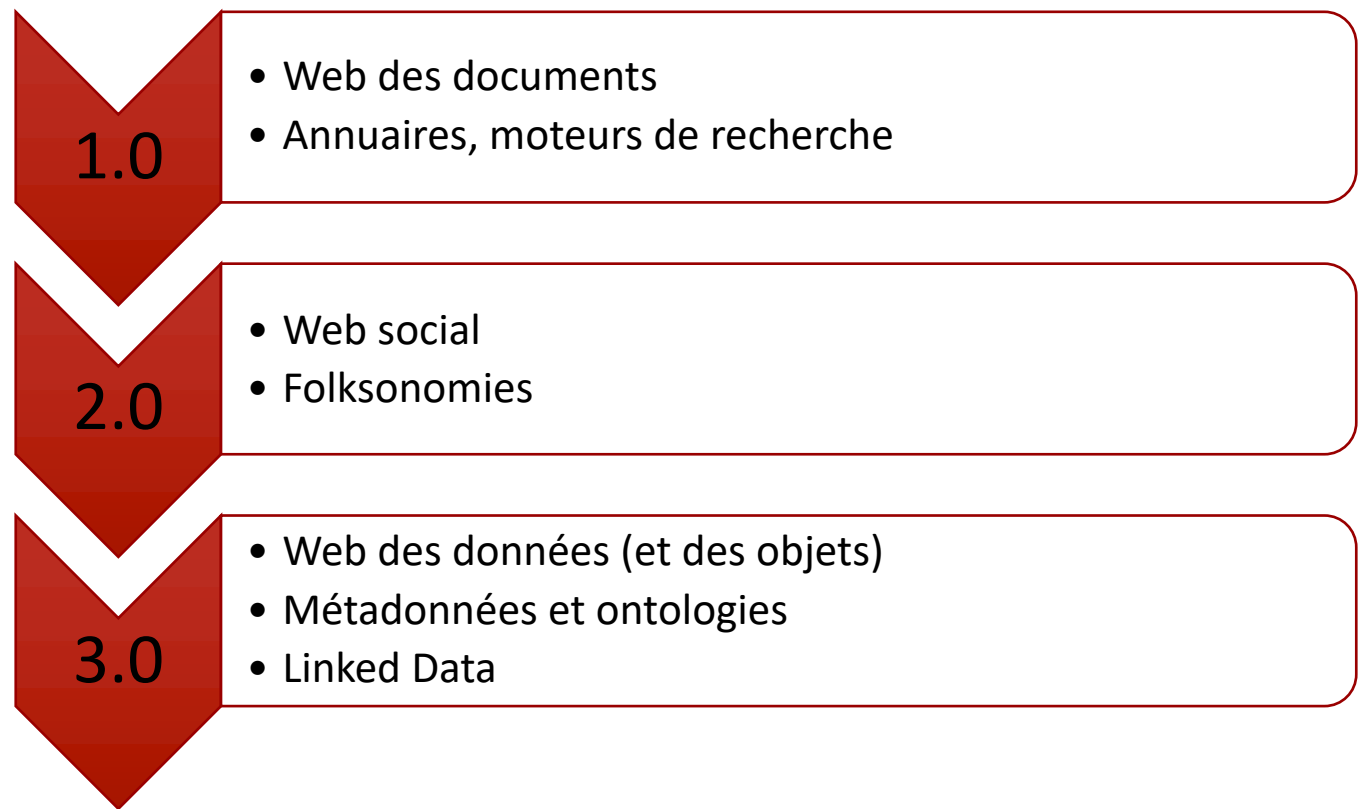 1.0
• Web des documents
• Annuaires, moteurs de recherche
2.0
• Web social
• Folksonomies
3.0
• Web des données (et des objets)
• Métadonnées et ontologies
• Linked Data